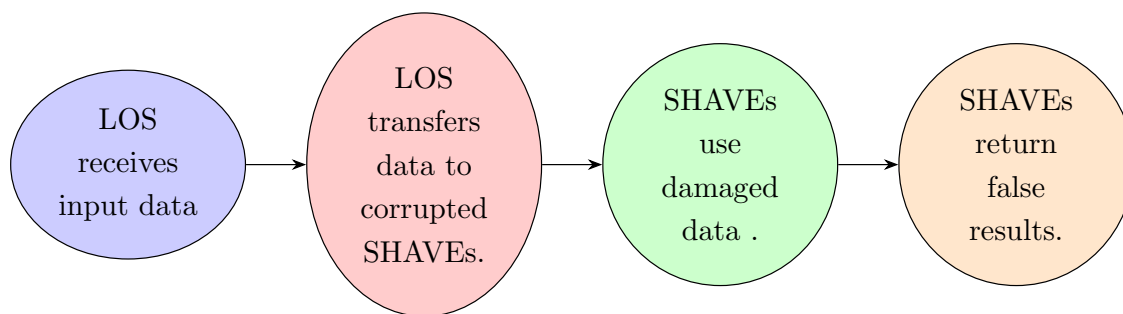 LOS
receives
input data
LOS
transfers
data to
corrupted
SHAVEs.
SHAVEs
use
damaged
data .
SHAVEs
return
false
results.